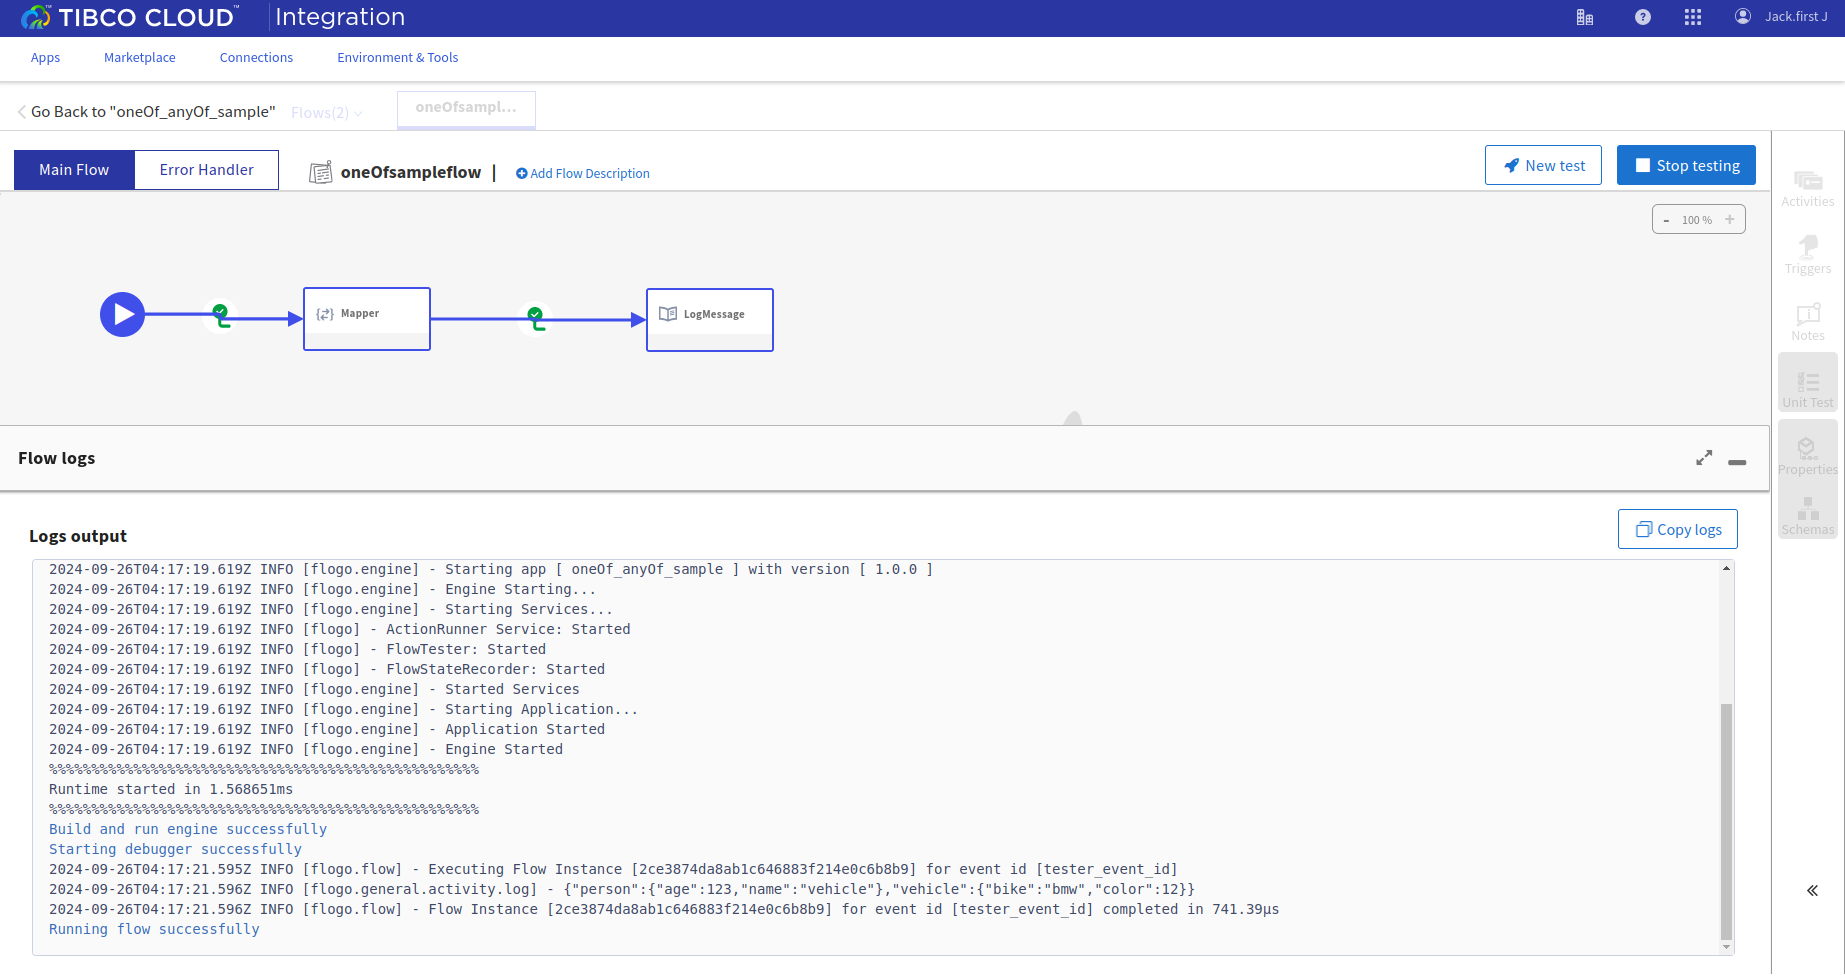 TIBCO CLOUD™ Integration Jack.first J
Apps Marketplace Connections Environment & Tools
Go Back to "oneOf_anyOf_sample" Flows(2) oneOfsampl...
Main Flow Error Handler oneOfsampleflow | Add Flow Description New test Stop testing
- 100 % +
Activities
Triggers
Notes
Unit Test
Properties
Schemas
Mapper LogMessage
Flow logs
Logs output Copy logs
2024-09-26T04:17:19.619Z INFO [flogo.engine] - Starting app [ oneOf_anyOf_sample ] with version [ 1.0.0 ]
2024-09-26T04:17:19.619Z INFO [flogo.engine] - Engine Starting...
2024-09-26T04:17:19.619Z INFO [flogo.engine] - Starting Services...
2024-09-26T04:17:19.619Z INFO [flogo] - ActionRunner Service: Started
2024-09-26T04:17:19.619Z INFO [flogo] - FlowTester: Started
2024-09-26T04:17:19.619Z INFO [flogo] - FlowStateRecorder: Started
2024-09-26T04:17:19.619Z INFO [flogo.engine] - Started Services
2024-09-26T04:17:19.619Z INFO [flogo.engine] - Starting Application...
2024-09-26T04:17:19.619Z INFO [flogo.engine] - Application Started
2024-09-26T04:17:19.619Z INFO [flogo.engine] - Engine Started
%%%%%%%%%%%%%%%%%%%%%%%%%%%%%%%%%%%%%%%%%%%%%%%%%%%
Runtime started in 1.568651ms
%%%%%%%%%%%%%%%%%%%%%%%%%%%%%%%%%%%%%%%%%%%%%%%%%%%
Build and run engine successfully
Starting debugger successfully
2024-09-26T04:17:21.595Z INFO [flogo.flow] - Executing Flow Instance [2ce3874da8ab1c646883f214e0c6b8b9] for event id [tester_event_id]
2024-09-26T04:17:21.596Z INFO [flogo.general.activity.log] - {"person":{"age":123,"name":"vehicle"},"vehicle":{"bike":"bmw","color":12}}
2024-09-26T04:17:21.596Z INFO [flogo.flow] - Flow Instance [2ce3874da8ab1c646883f214e0c6b8b9] for event id [tester_event_id] completed in 741.39µs
Running flow successfully